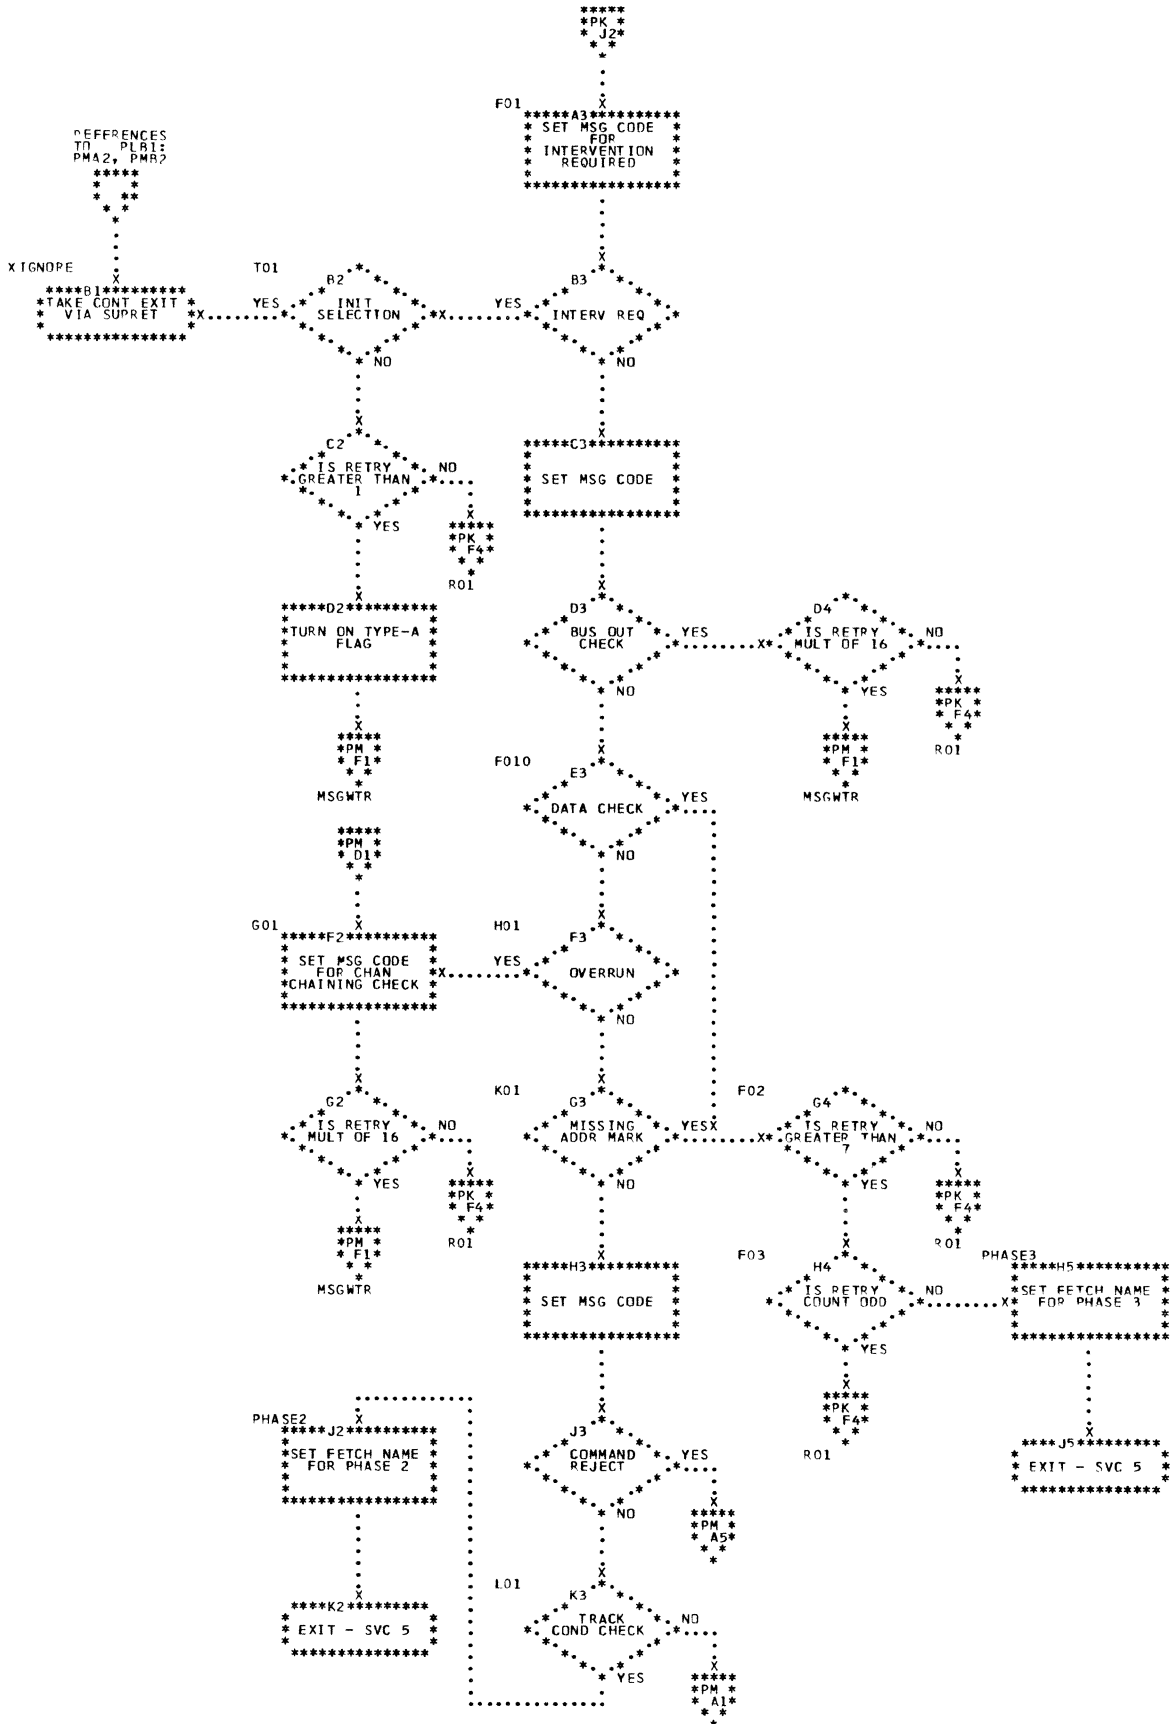 PK
J2
F01
A3
SET MSG CODE
FOR
INTERVENTION
REQUIRED
REFERENCES
TO PLB1:
PMA2, PMB2
XIGNORE
B1
TAKE CONT EXIT
VIA SUPRET
YES
T01
B2
INIT
SELECTION
NO
YES
B3
INTERV REQ
NO
C2
IS RETRY
GREATER THAN
1
NO
YES
PK
F4
R01
C3
SET MSG CODE
D2
TURN ON TYPE-A
FLAG
PM
F1
MSGWTR
D3
BUS OUT
CHECK
YES
NO
D4
IS RETRY
MULT OF 16
NO
YES
PK
F4
R01
PM
F1
MSGWTR
F010
E3
DATA CHECK
YES
NO
PM
D1
G01
F2
SET MSG CODE
FOR CHAN
CHAINING CHECK
YES
H01
F3
OVERRUN
NO
G2
IS RETRY
MULT OF 16
NO
YES
PK
F4
R01
PM
F1
MSGWTR
K01
G3
MISSING
ADDR MARK
YES
NO
F02
G4
IS RETRY
GREATER THAN
7
NO
YES
PK
F4
R01
H3
SET MSG CODE
F03
H4
IS RETRY
COUNT ODD
NO
YES
PK
F4
R01
PHASE3
H5
SET FETCH NAME
FOR PHASE 3
J5
EXIT - SVC 5
PHASE2
J2
SET FETCH NAME
FOR PHASE 2
K2
EXIT - SVC 5
J3
COMMAND
REJECT
YES
NO
PM
A5
L01
K3
TRACK
COND CHECK
NO
YES
PM
A1